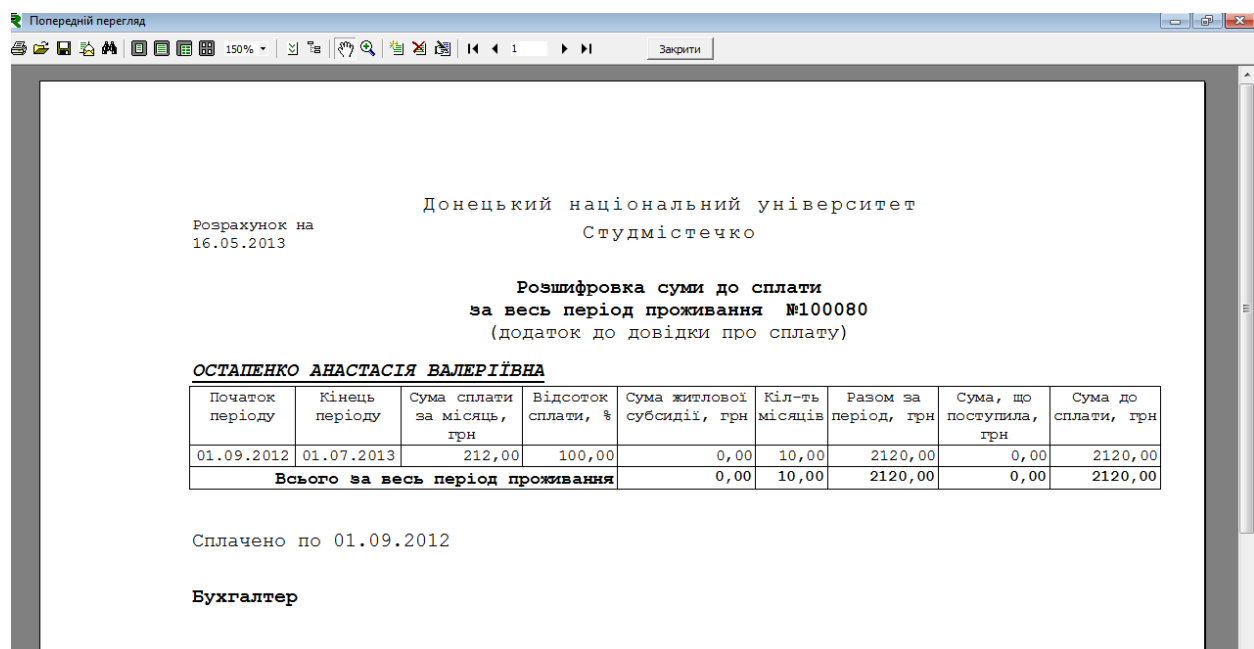 Попередній перегляд
150%
1
Закрити
Донецький національний університет
Розрахунок на
16.05.2013
Студмістечко
Розшифровка суми до сплати
за весь період проживання №100080
(додаток до довідки про сплату)
ОСТАПЕНКО АНАСТАСІЯ ВАЛЕРІЇВНА
Початок Кінець Сума сплати Відсоток Сума житлової Кіл-ть Разом за Сума, що Сума до
періоду періоду за місяць, сплати, % субсидії, грн місяців період, грн поступила, сплати, грн
грн грн
01.09.2012 01.07.2013 212,00 100,00 0,00 10,00 2120,00 0,00 2120,00
Всього за весь період проживання 0,00 10,00 2120,00 0,00 2120,00
Сплачено по 01.09.2012
Бухгалтер